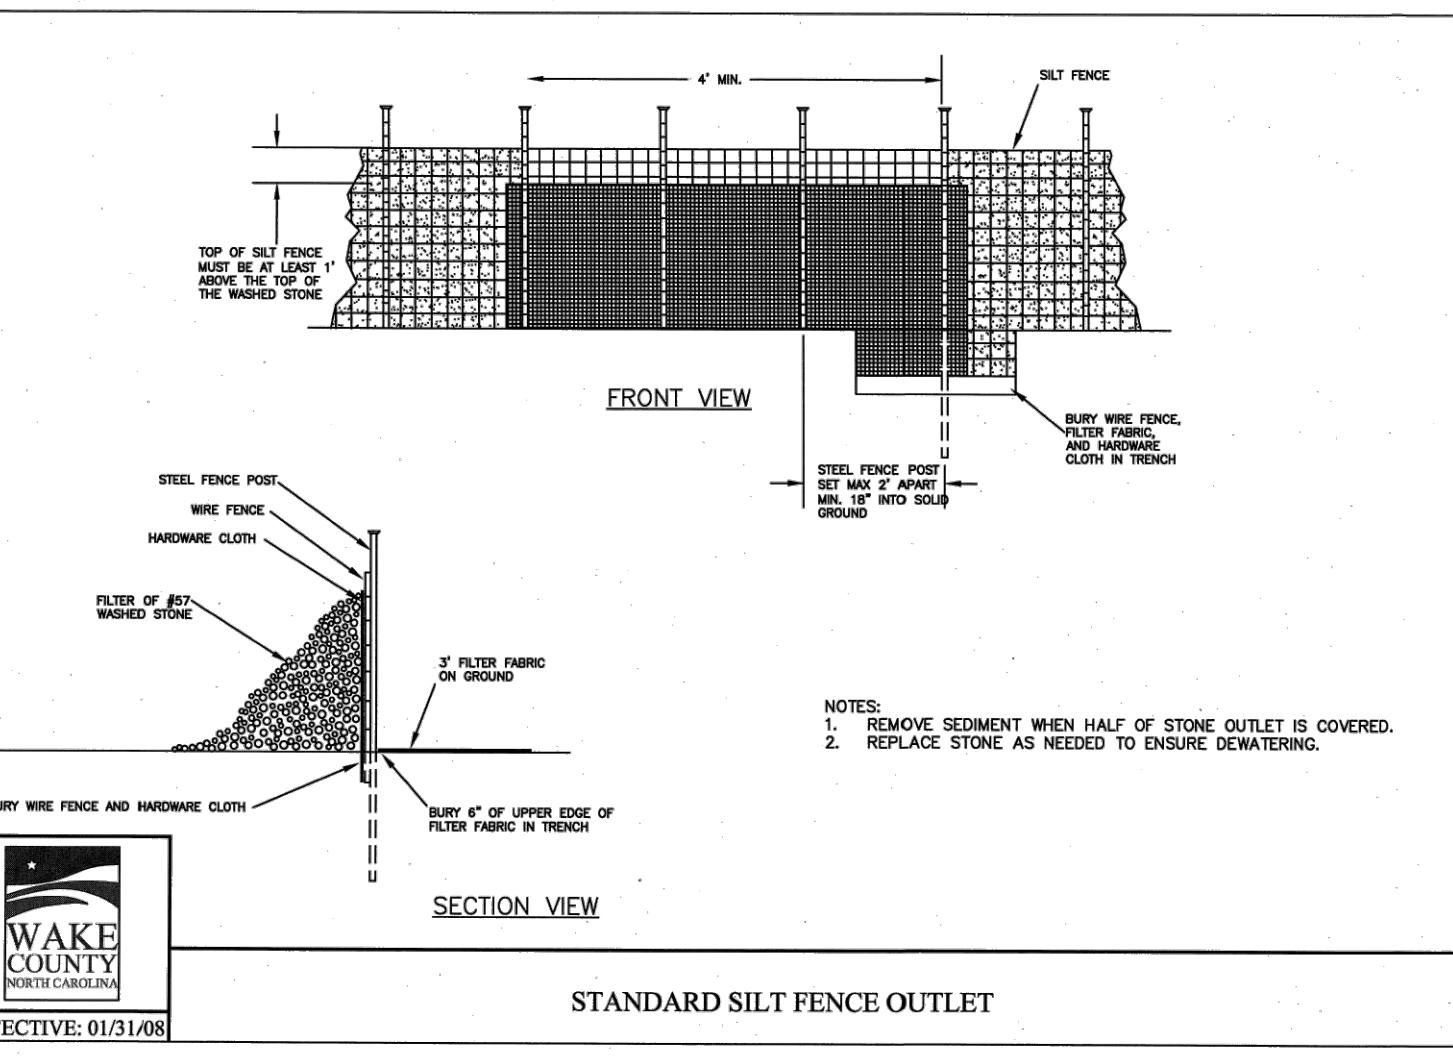 4' MIN.
SILT FENCE
TOP OF SILT FENCE
MUST BE AT LEAST 1'
ABOVE THE TOP OF
THE WASHED STONE
FRONT VIEW
BURY WIRE FENCE,
FILTER FABRIC,
AND HARDWARE
CLOTH IN TRENCH
STEEL FENCE POST
SET MAX 2' APART
MIN. 18" INTO SOLID
GROUND
STEEL FENCE POST
WIRE FENCE
HARDWARE CLOTH
FILTER OF #57
WASHED STONE
3' FILTER FABRIC
ON GROUND
NOTES:
1. REMOVE SEDIMENT WHEN HALF OF STONE OUTLET IS COVERED.
2. REPLACE STONE AS NEEDED TO ENSURE DEWATERING.
URY WIRE FENCE AND HARDWARE CLOTH
BURY 6" OF UPPER EDGE OF
FILTER FABRIC IN TRENCH
SECTION VIEW
WAKE
COUNTY
NORTH CAROLINA
ECTIVE: 01/31/08
STANDARD SILT FENCE OUTLET